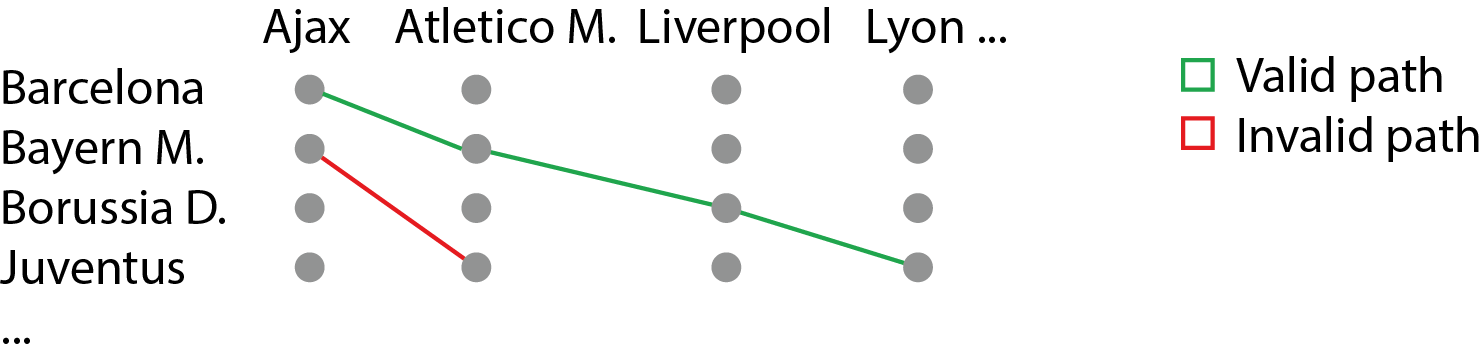 Ajax Atletico M. Liverpool Lyon ...
Barcelona
Valid path
Bayern M.
Invalid path
Borussia D.
Juventus
...